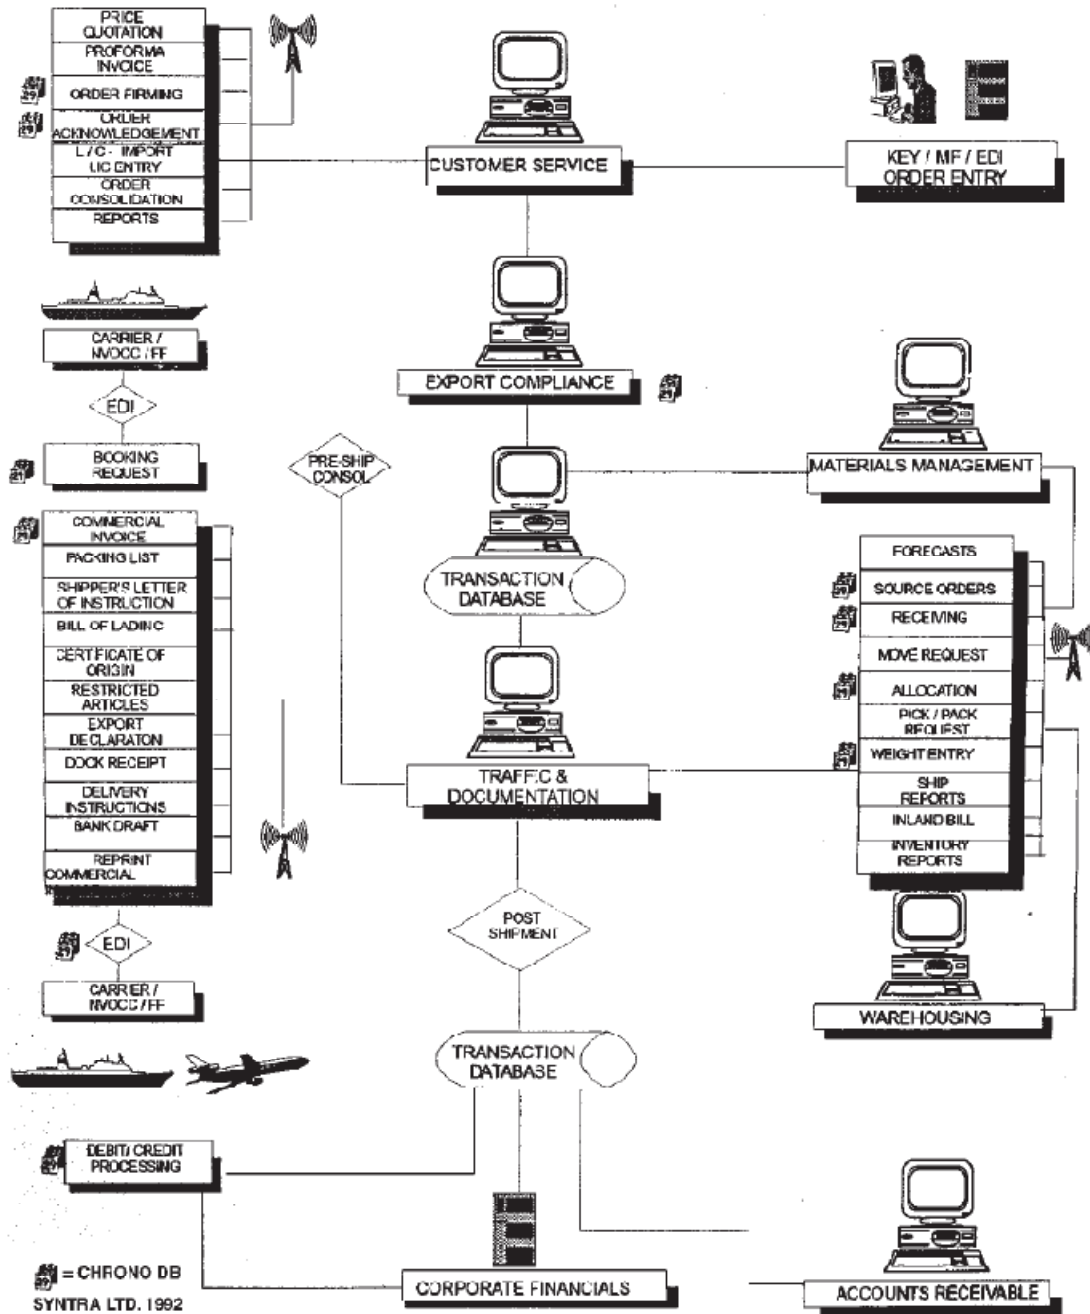 PRICE
QUOTATION
PROFORMA
INVOICE
ORDER FIRMING
ORDER
ACKNOWLEDGEMENT
L / C - IMPORT
LIC ENTRY
ORDER
CONSOLIDATION
REPORTS
CUSTOMER SERVICE
KEY / MF / EDI
ORDER ENTRY
CARRIER /
NVOCC / FF
EDI
BOOKING
REQUEST
EXPORT COMPLIANCE
PRE-SHIP
CONSOL
MATERIALS MANAGEMENT
TRANSACTION
DATABASE
COMMERCIAL
INVOICE
PACKING LIST
SHIPPER'S LETTER
OF INSTRUCTION
BILL OF LADING
CERTIFICATE OF
ORIGIN
RESTRICTED
ARTICLES
EXPORT
DECLARATON
DOCK RECEIPT
DELIVERY
INSTRUCTIONS
BANK DRAFT
REPRINT
COMMERCIAL
FORECASTS
SOURCE ORDERS
RECEIVING
MOVE REQUEST
ALLOCATION
PICK / PACK
REQUEST
WEIGHT ENTRY
SHIP
REPORTS
INLAND BILL
INVENTORY
REPORTS
TRAFFIC &
DOCUMENTATION
POST
SHIPMENT
EDI
CARRIER /
NVOCC / FF
WAREHOUSING
TRANSACTION
DATABASE
DEBIT/ CREDIT
PROCESSING
CORPORATE FINANCIALS
ACCOUNTS RECEIVABLE
= CHRONO DB
SYNTRA LTD. 1992